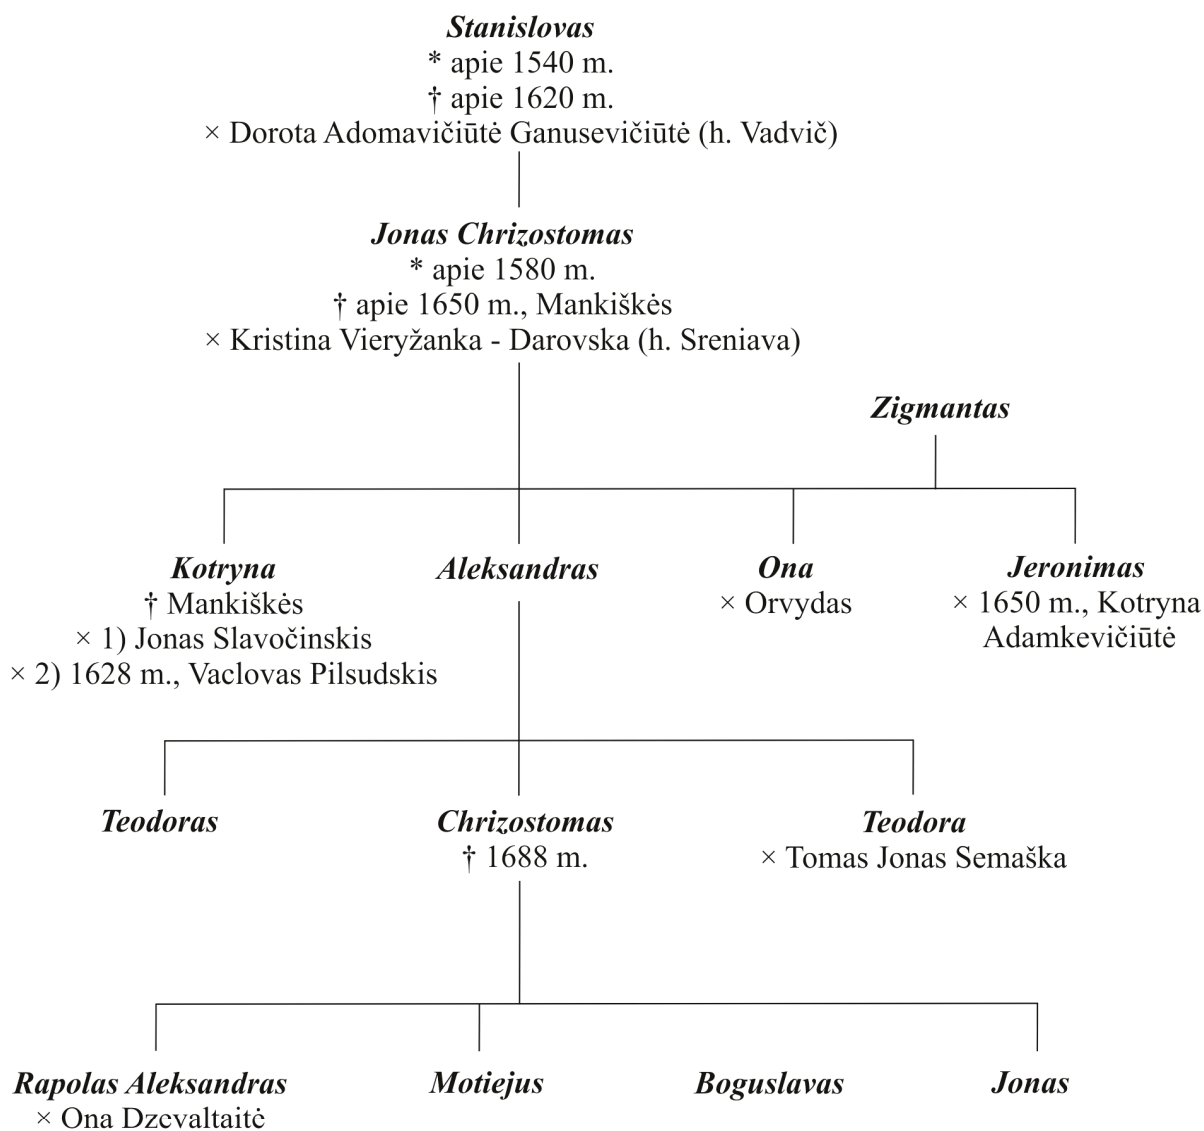 Stanislovas
* apie 1540 m.
† apie 1620 m.
× Dorota Adomavičiūtė Ganusevičiūtė (h. Vadvič)
Jonas Chrizostomas
* apie 1580 m.
† apie 1650 m., Mankiškės
× Kristina Vieryžanka - Darovska (h. Sreniava)
Zigmantas
Kotryna
† Mankiškės
× 1) Jonas Slavočinskis
× 2) 1628 m., Vaclovas Pilsudskis
Aleksandras
Ona
× Orvydas
Jeronimas
× 1650 m., Kotryna
Adamkevičiūtė
Teodoras
Chrizostomas
† 1688 m.
Teodora
× Tomas Jonas Semaška
Rapolas Aleksandras
× Ona Dzevaltaitė
Motiejus
Boguslavas
Jonas